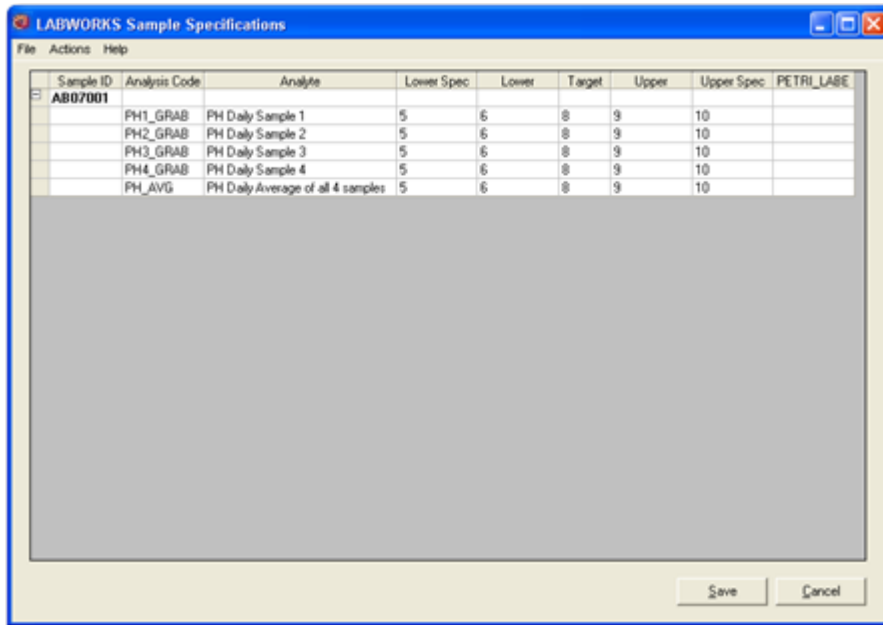 LABWORKS Sample Specifications
File Actions Help
Sample ID Analysis Code Analyte Lower Spec Lower Target Upper Upper Spec PETRI_LABE
AB07001
PH1_GRAB PH Daily Sample 1 5 6 8 9 10
PH2_GRAB PH Daily Sample 2 5 6 8 9 10
PH3_GRAB PH Daily Sample 3 5 6 8 9 10
PH4_GRAB PH Daily Sample 4 5 6 8 9 10
PH_AVG PH Daily Average of all 4 samples 5 6 8 9 10
Save Cancel